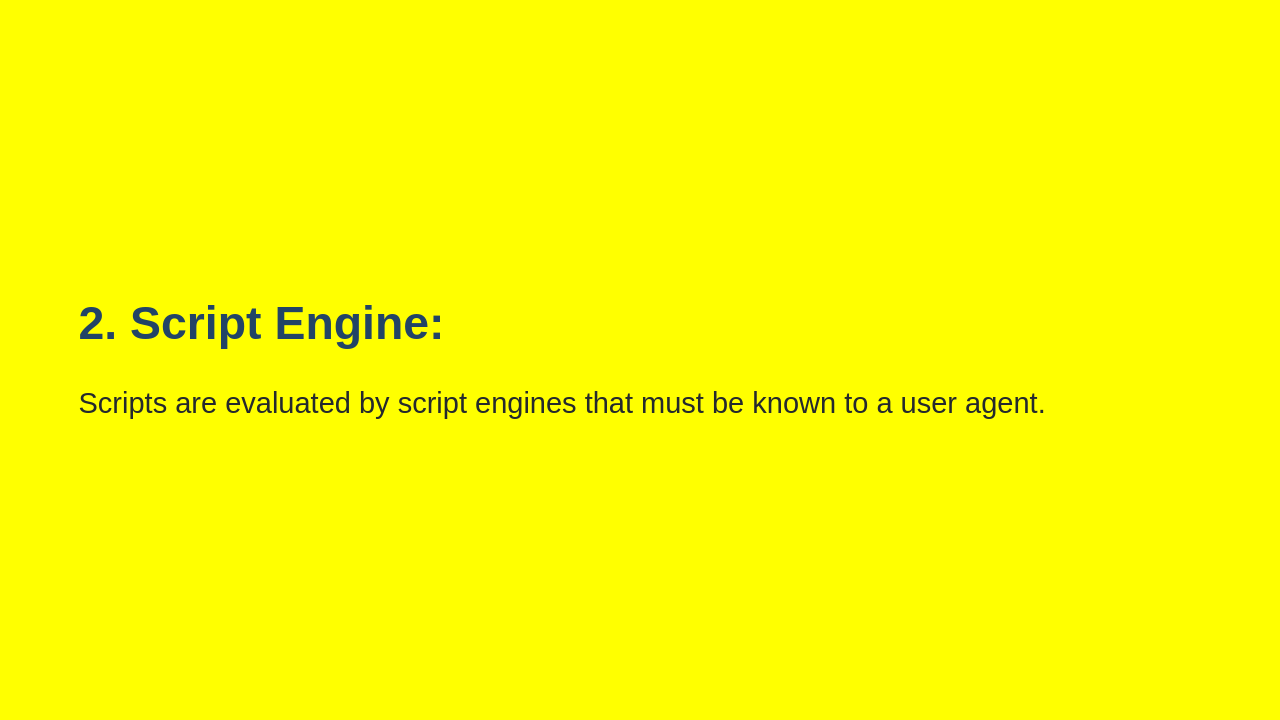 2. Script Engine:
Scripts are evaluated by script engines that must be known to a user agent.